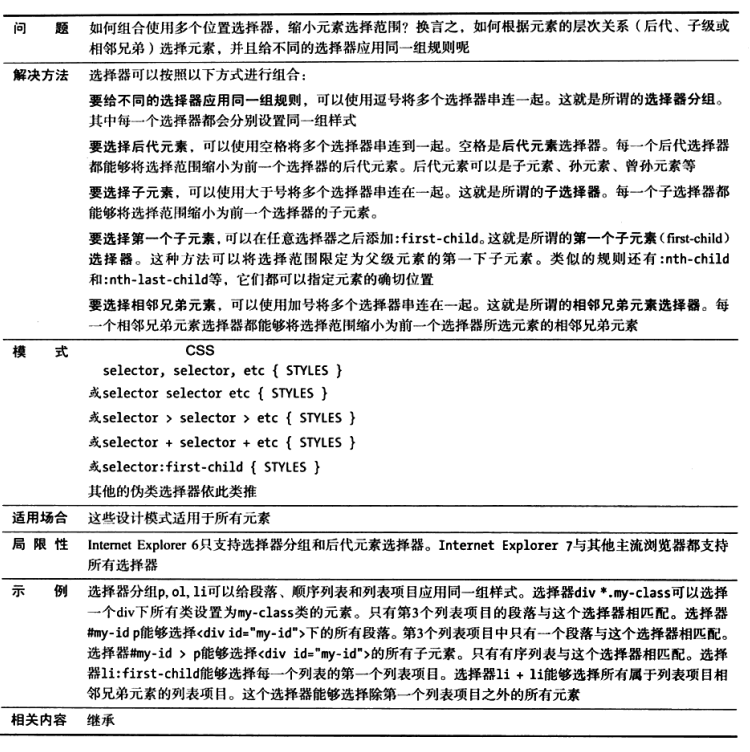 问 题 如何组合使用多个位置选择器，缩小元素选择范围？换言之，如何根据元素的层次关系（后代、子级或
相邻兄弟）选择元素，并且给不同的选择器应用同一组规则呢
解决方法 选择器可以按照以下方式进行组合：
要给不同的选择器应用同一组规则，可以使用逗号将多个选择器串连一起。这就是所谓的选择器分组。
其中每一个选择器都会分别设置同一组样式
要选择后代元素，可以使用空格将多个选择器串连到一起。空格是后代元素选择器。每一个后代选择器
都能够将选择范围缩小为前一个选择器的后代元素。后代元素可以是子元素、孙元素、曾孙元素等
要选择子元素，可以使用大于号将多个选择器串连在一起。这就是所谓的子选择器。每一个子选择器都
能够将选择范围缩小为前一个选择器的子元素。
要选择第一个子元素，可以在任意选择器之后添加:first-child。这就是所谓的第一个子元素（first-child）
选择器。这种方法可以将选择范围限定为父级元素的第一下子元素。类似的规则还有:nth-child
和:nth-last-child等，它们都可以指定元素的确切位置
要选择相邻兄弟元素，可以使用加号将多个选择器串连在一起。这就是所谓的相邻兄弟元素选择器。每
一个相邻兄弟元素选择器都能够将选择范围缩小为前一个选择器所选元素的相邻兄弟元素
模 式 CSS
selector, selector, etc { STYLES }
或selector selector etc { STYLES }
或selector > selector > etc { STYLES }
或selector + selector + etc { STYLES }
或selector:first-child { STYLES }
其他的伪类选择器依此类推
适用场合 这些设计模式适用于所有元素
局 限 性 Internet Explorer 6只支持选择器分组和后代元素选择器。Internet Explorer 7与其他主流浏览器都支持
所有选择器
示 例 选择器分组p,ol,li可以给段落、顺序列表和列表项目应用同一组样式。选择器div *.my-class可以选择
一个div下所有类设置为my-class类的元素。只有第3个列表项目的段落与这个选择器相匹配。选择器
#my-id p能够选择<div id="my-id">下的所有段落。第3个列表项目中只有一个段落与这个选择器相匹配。
选择器#my-id > p能够选择<div id="my-id">的所有子元素。只有有序列表与这个选择器相匹配。选择
器li:first-child能够选择每一个列表的第一个列表项目。选择器li + li能够选择所有属于列表项目相
邻兄弟元素的列表项目。这个选择器能够选择除第一个列表项目之外的所有元素
相关内容 继承